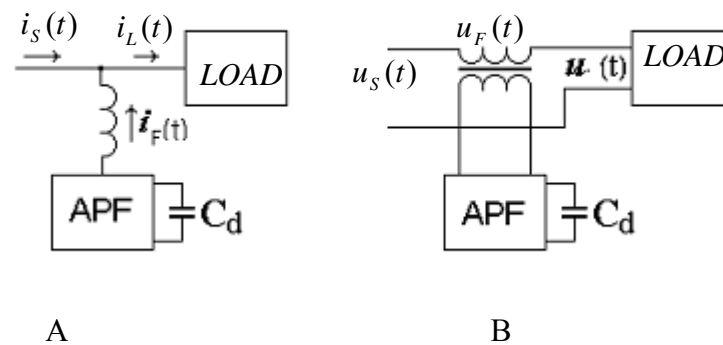 i_S(t) i_L(t)
LOAD
i_F(t)
APF
C_d
A
u_F(t)
u_S(t)
u (t)
LOAD
APF
C_d
B